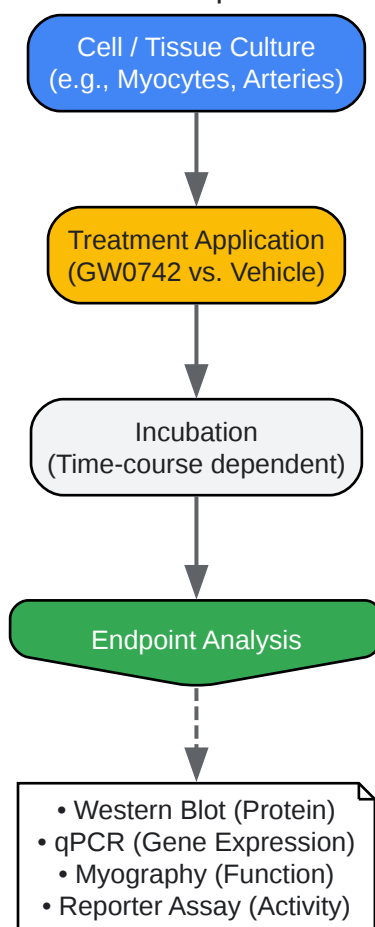 Cell / Tissue Culture
(e.g., Myocytes, Arteries)
Treatment Application
(GW0742 vs. Vehicle)
Incubation
(Time-course dependent)
Endpoint Analysis
• Western Blot (Protein)
• qPCR (Gene Expression)
• Myography (Function)
• Reporter Assay (Activity)